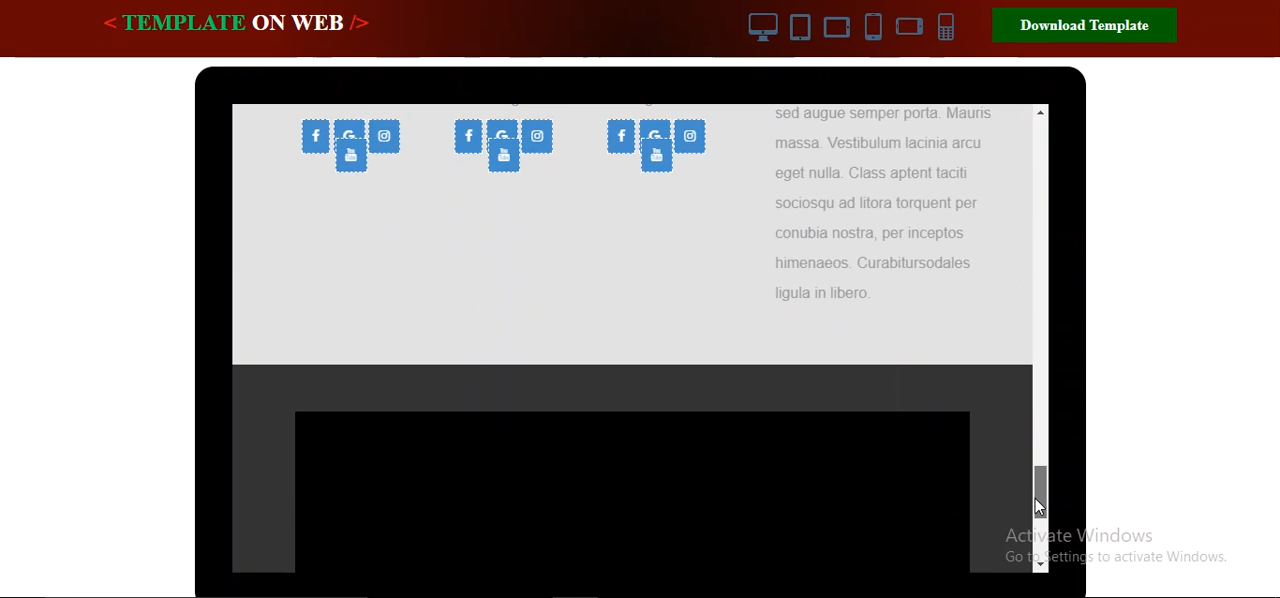 < TEMPLATE ON WEB />
Download Template
sed augue semper porta. Mauris
massa. Vestibulum lacinia arcu
eget nulla. Class aptent taciti
sociosqu ad litora torquent per
conubia nostra, per inceptos
himenaeos. Curabitursodales
ligula in libero.
Activate Windows
Go to Settings to activate Windows.